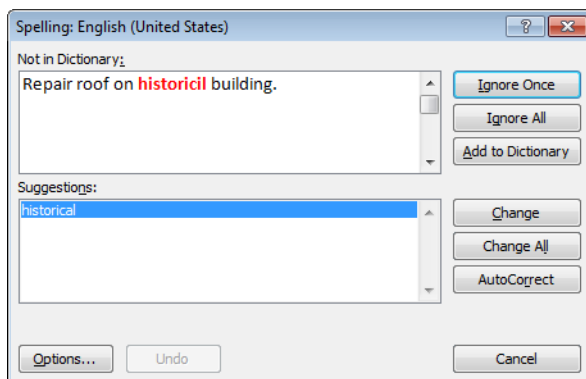 Spelling: English (United States)
Not in Dictionary:
Repair roof on historicil building.
Ignore Once
Ignore All
Add to Dictionary
Suggestions:
historical
Change
Change All
AutoCorrect
Options...
Undo
Cancel